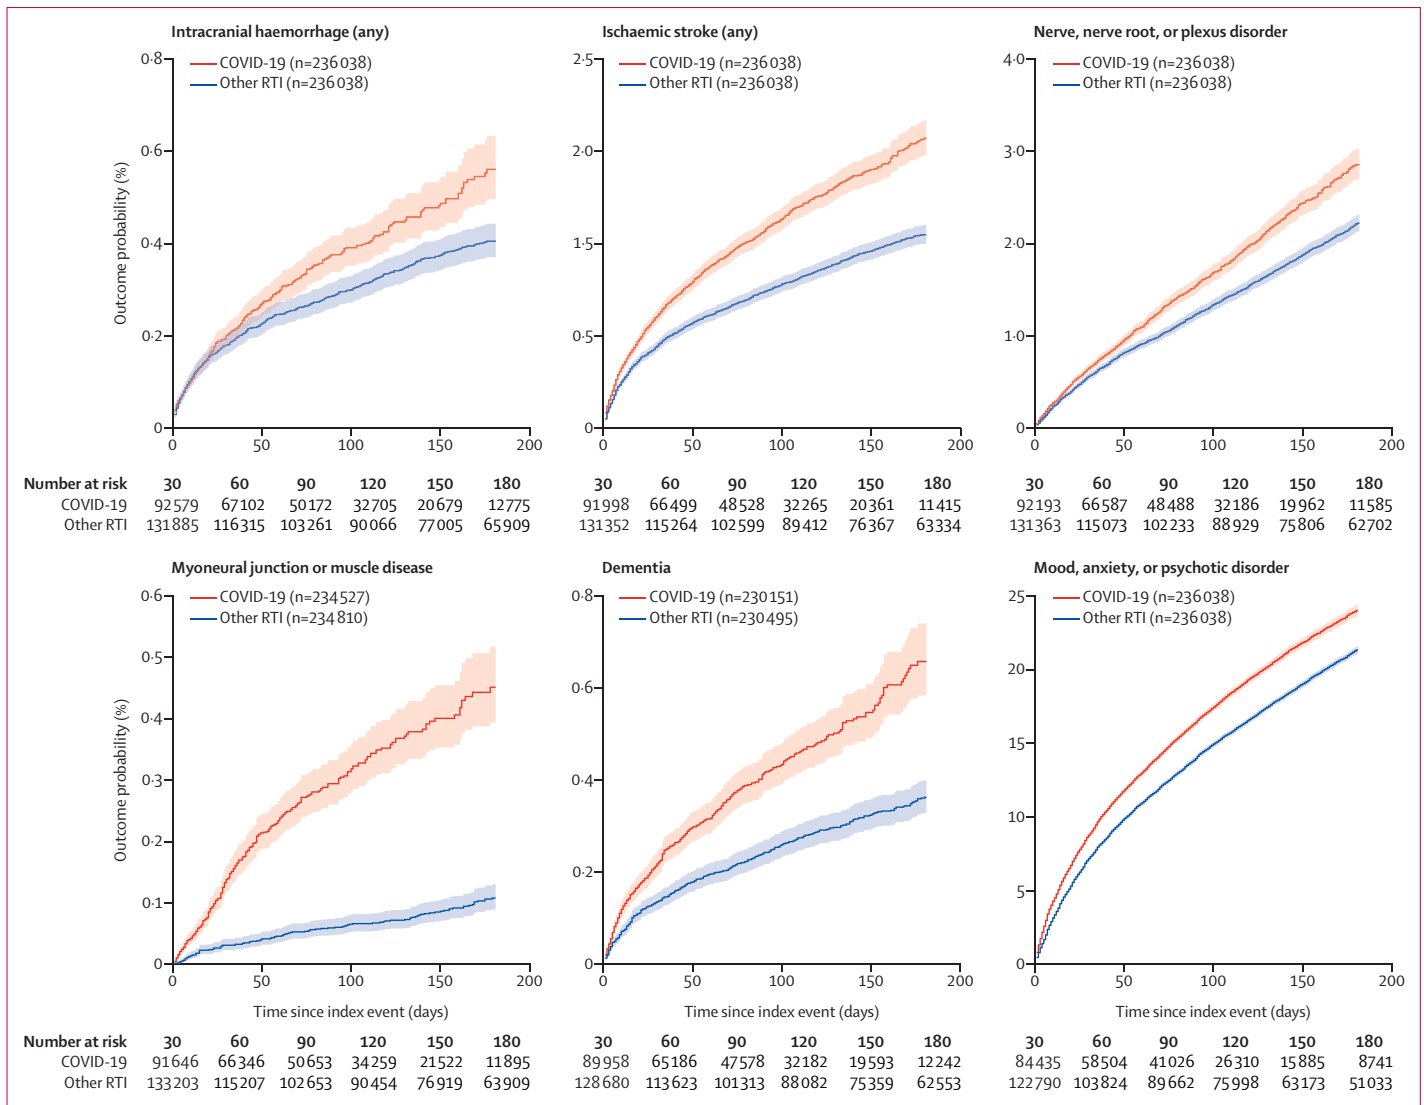 Intracranial haemorrhage (any)
0·8
0·6
0·4
0·2
0
Outcome probability (%)
COVID-19 (n=236 038)
Other RTI (n=236 038)
0 50 100 150 200
Ischaemic stroke (any)
2·5
2·0
1·5
0·5
0
COVID-19 (n=236 038)
Other RTI (n=236 038)
0 50 100 150 200
Nerve, nerve root, or plexus disorder
4·0
3·0
2·0
1·0
0
COVID-19 (n=236 038)
Other RTI (n=236 038)
0 50 100 150 200
Number at risk 30 60 90 120 150 180 30 60 90 120 150 180 30 60 90 120 150 180
COVID-19 92 579 67 102 50 172 32 705 20 679 12 775 91 998 66 499 48 528 32 265 20 361 11 415 92 193 66 587 48 488 32 186 19 962 11 585
Other RTI 131 885 116 315 103 261 90 066 77 005 65 909 131 352 115 264 102 599 89 412 76 367 63 334 131 363 115 073 102 233 88 929 75 806 62 702
Myoneural junction or muscle disease
0·6
0·5
0·4
0·3
0·2
0·1
0
Outcome probability (%)
COVID-19 (n=234 527)
Other RTI (n=234 810)
0 50 100 150 200
Time since index event (days)
Dementia
0·8
0·6
0·4
0·2
0
COVID-19 (n=230 151)
Other RTI (n=230 495)
0 50 100 150 200
Time since index event (days)
Mood, anxiety, or psychotic disorder
25
20
15
10
5
0
COVID-19 (n=236 038)
Other RTI (n=236 038)
0 50 100 150 200
Time since index event (days)
Number at risk 30 60 90 120 150 180 30 60 90 120 150 180 30 60 90 120 150 180
COVID-19 91 646 66 346 50 653 34 259 21 522 11 895 89 958 65 186 47 578 32 182 19 593 12 242 84 435 58 504 41 026 26 310 15 885 8741
Other RTI 133 203 115 207 102 653 90 454 76 919 63 909 128 680 113 623 101 313 88 082 75 359 62 553 122 790 103 824 89 662 75 998 63 173 51 033